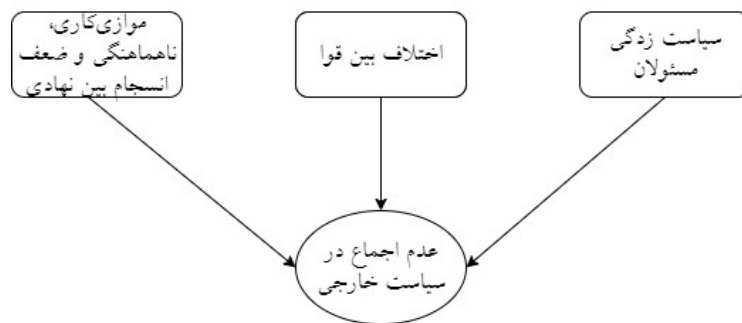 سیاست زدگی
مسئولان
اختلاف بین قوا
موازی‌کاری،
ناهماهنگی و ضعف
انسجام بین نهادی
عدم اجماع در
سیاست خارجی